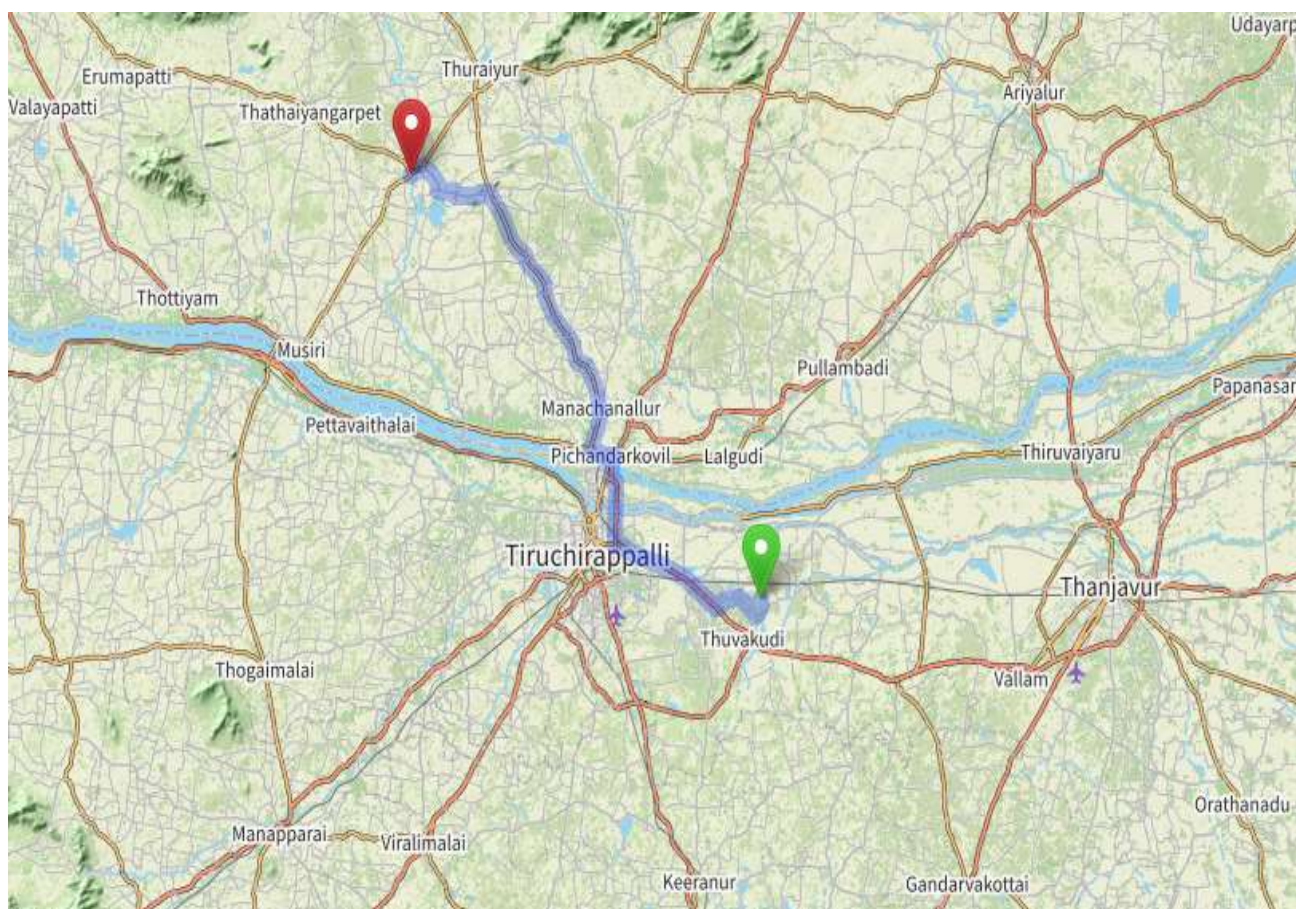 Udayarp
Thuraiyur
Erumapatti
Ariyalur
Valayapatti
Thathaiyangarpet
Thottiyam
Musiri
Pullambadi
Papanasar
Manachanallur
Pettavaithalai
Pichandarkovil
Lalgudi
Thiruvaiyaru
Tiruchirappalli
Thanjavur
Thuvakudi
Thogaimalai
Vallam
Orathanadu
Manapparai
Viralimalai
Keeranur
Gandarvakottai